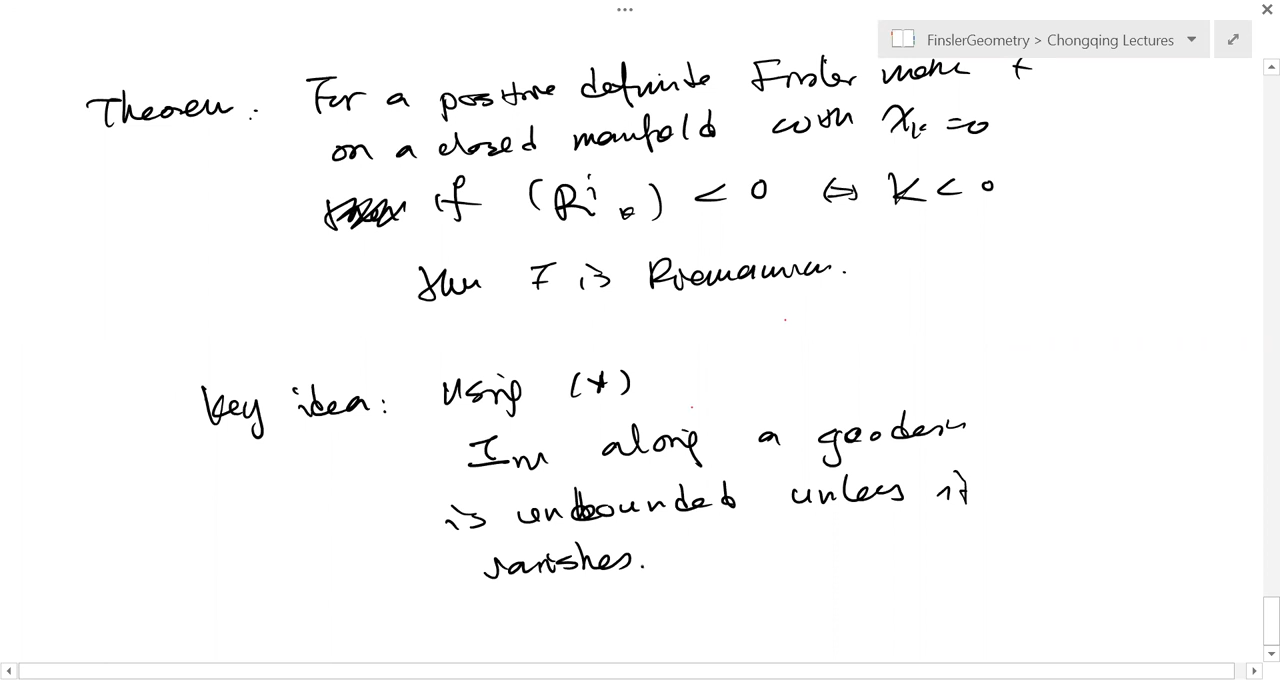 ...
FinslerGeometry > Chongqing Lectures
Theorem : For a positive definite Finsler metric F
on a closed manifold with χ_k = 0
if (R^i_k) < 0 ⇔ K < 0
then F is Riemannian.
Key idea : Using (*)
I_m along a geodesic
is unbounded unless it
vanishes.